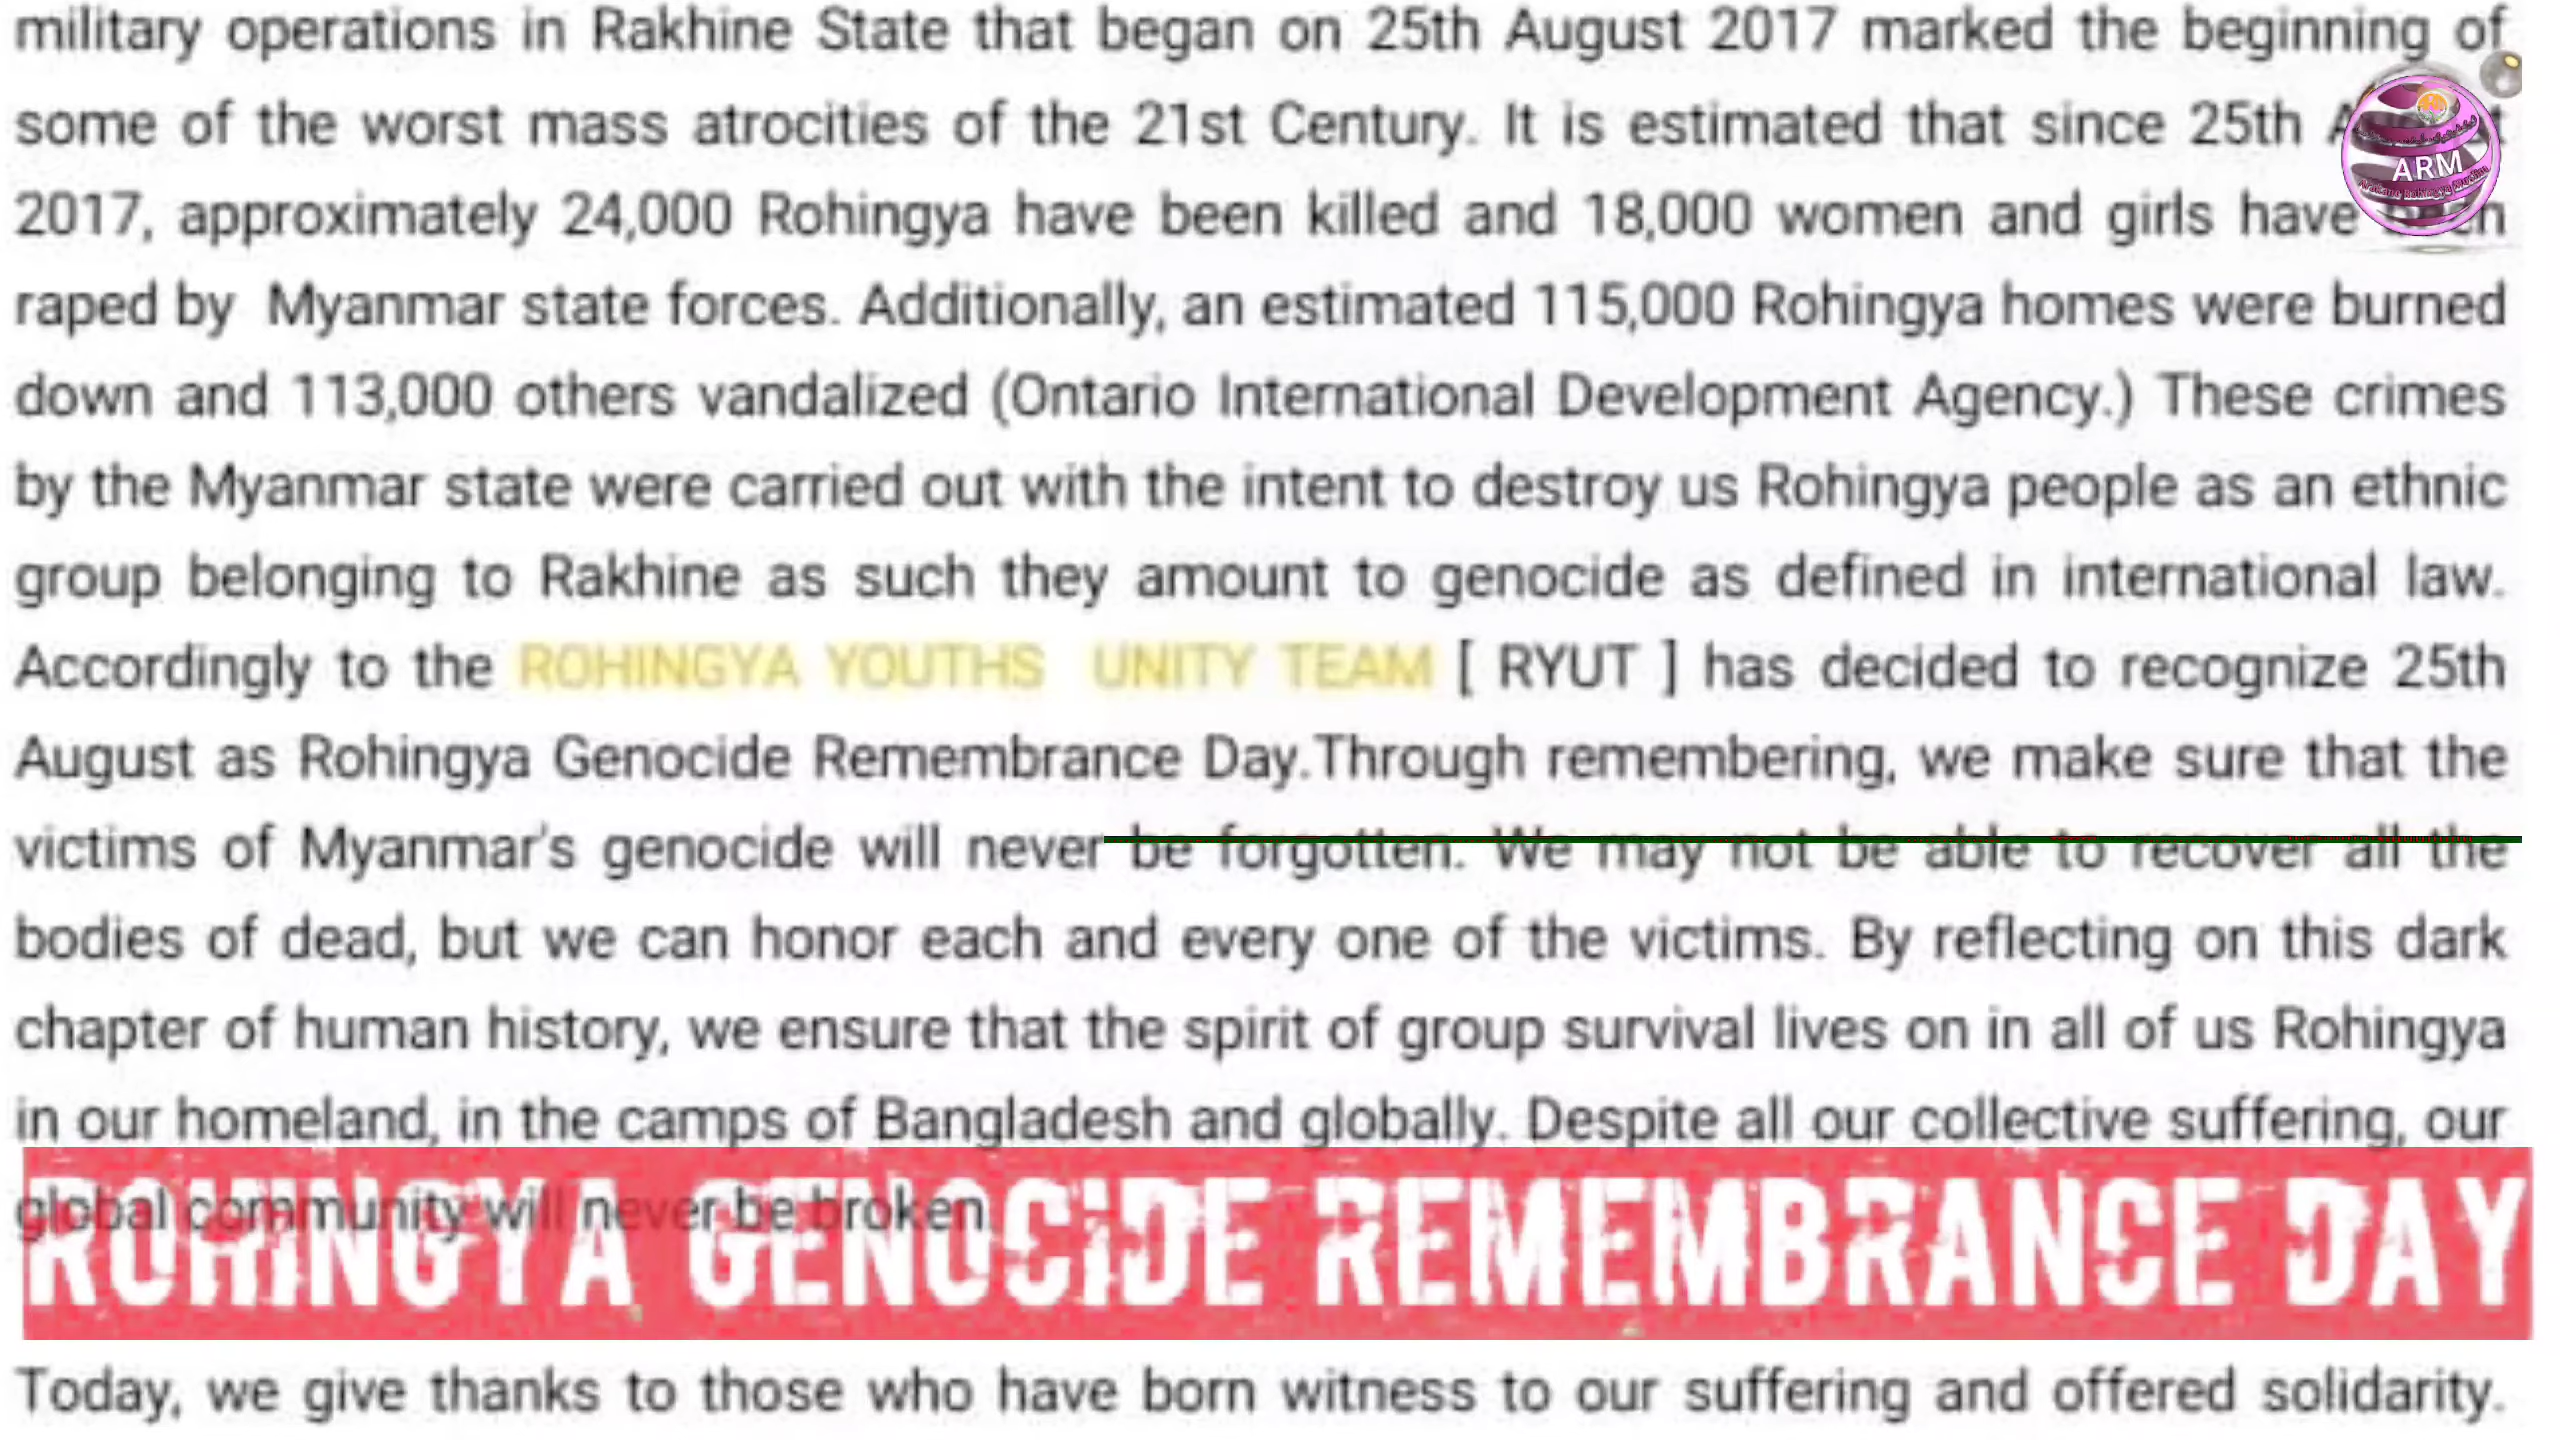 military operations in Rakhine State that began on 25th August 2017 marked the beginning of
some of the worst mass atrocities of the 21st Century. It is estimated that since 25th
ARM
2017, approximately 24,000 Rohingya have been killed and 18,000 women and girls have
raped by Myanmar state forces. Additionally, an estimated 115,000 Rohingya homes were burned
down and 113,000 others vandalized (Ontario International Development Agency.) These crimes
by the Myanmar state were carried out with the intent to destroy us Rohingya people as an ethnic
group belonging to Rakhine as such they amount to genocide as defined in international law.
Accordingly to the ROHINGYA YOUTHS UNITY TEAM [ RYUT ] has decided to recognize 25th
August as Rohingya Genocide Remembrance Day.Through remembering, we make sure that the
victims of Myanmar's genocide will never be forgotten. We may not be able to recover all the
bodies of dead, but we can honor each and every one of the victims. By reflecting on this dark
chapter of human history, we ensure that the spirit of group survival lives on in all of us Rohingya
in our homeland, in the camps of Bangladesh and globally. Despite all our collective suffering, our
global community will never be broken.
ROHINGYA GENOCIDE REMEMBRANCE DAY
Today, we give thanks to those who have born witness to our suffering and offered solidarity.